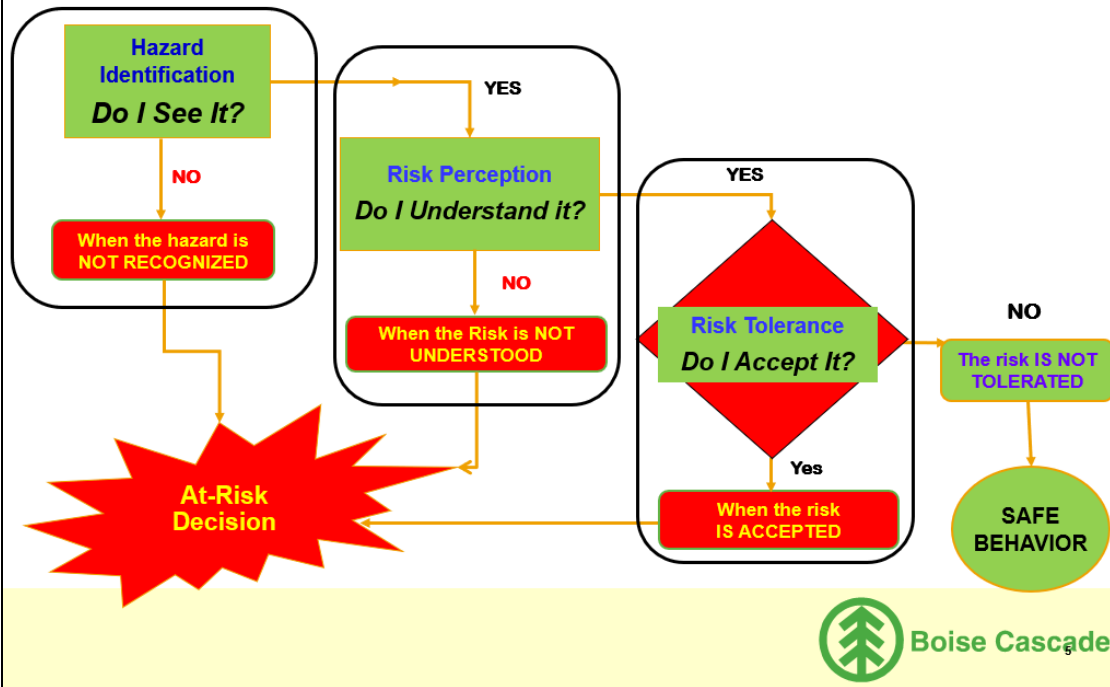 Hazard
Identification
Do I See It?
YES
NO
When the hazard is
NOT RECOGNIZED
Risk Perception
Do I Understand it?
YES
NO
When the Risk is NOT
UNDERSTOOD
Risk Tolerance
Do I Accept It?
NO
The risk IS NOT
TOLERATED
Yes
When the risk
IS ACCEPTED
At-Risk
Decision
SAFE
BEHAVIOR
Boise Cascade
5